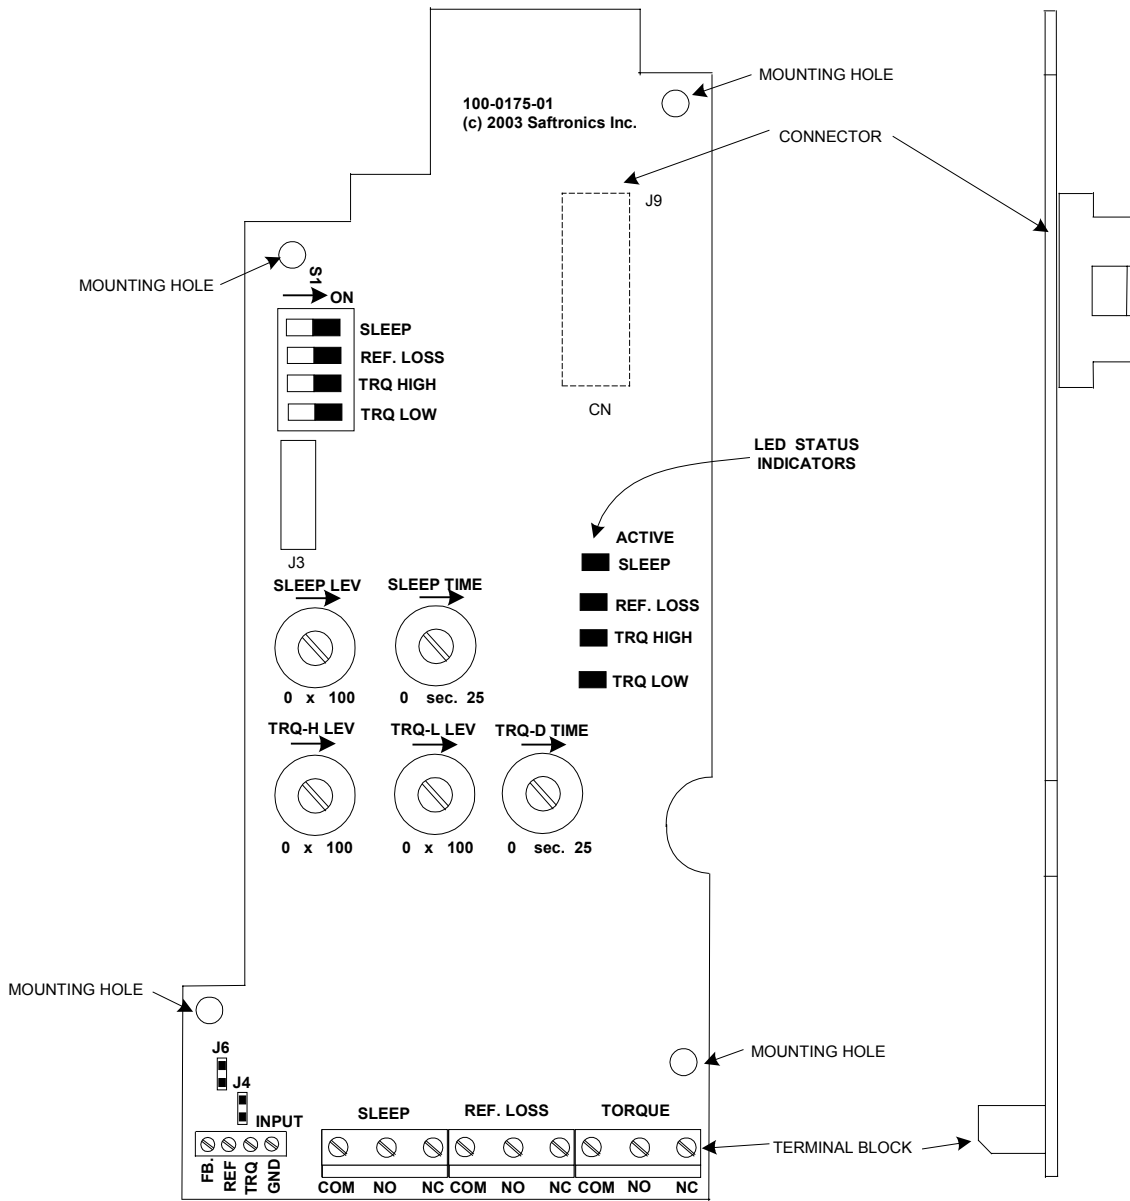 MOUNTING HOLE
100-0175-01
(c) 2003 Saftronics Inc.
CONNECTOR
J9
MOUNTING HOLE
S1
ON
SLEEP
REF. LOSS
TRQ HIGH
TRQ LOW
CN
LED STATUS
INDICATORS
J3
ACTIVE
SLEEP
REF. LOSS
TRQ HIGH
TRQ LOW
SLEEP LEV
SLEEP TIME
0 x 100
0 sec. 25
TRQ-H LEV
TRQ-L LEV
TRQ-D TIME
0 x 100
0 x 100
0 sec. 25
MOUNTING HOLE
MOUNTING HOLE
J6
J4
INPUT
SLEEP
REF. LOSS
TORQUE
TERMINAL BLOCK
FB.
REF
TRQ
GND
COM NO NC COM NO NC COM NO NC